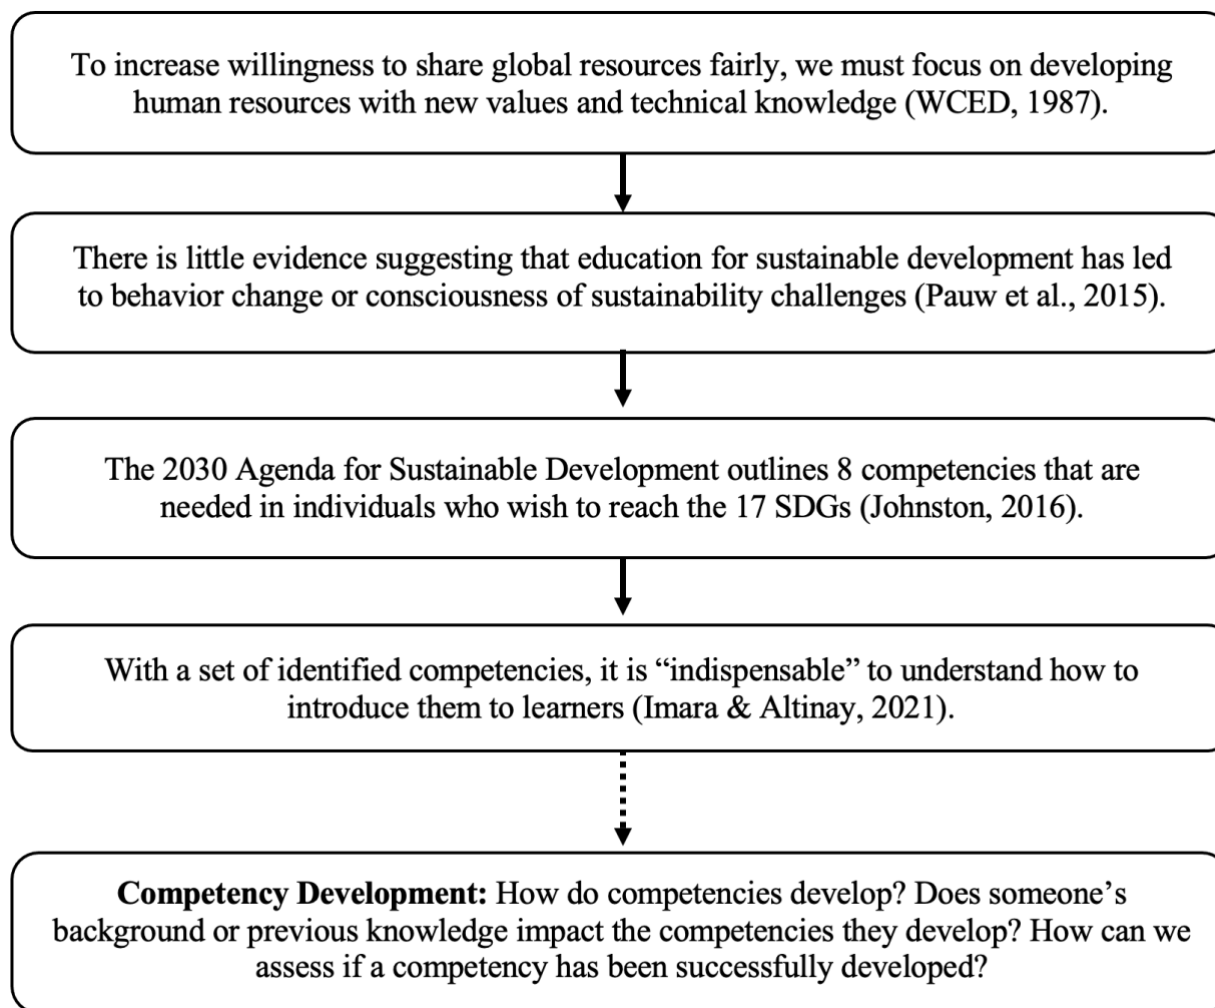 To increase willingness to share global resources fairly, we must focus on developing
human resources with new values and technical knowledge (WCED, 1987).
There is little evidence suggesting that education for sustainable development has led
to behavior change or consciousness of sustainability challenges (Pauw et al., 2015).
The 2030 Agenda for Sustainable Development outlines 8 competencies that are
needed in individuals who wish to reach the 17 SDGs (Johnston, 2016).
With a set of identified competencies, it is “indispensable” to understand how to
introduce them to learners (Imara & Altinay, 2021).
Competency Development: How do competencies develop? Does someone’s
background or previous knowledge impact the competencies they develop? How can we
assess if a competency has been successfully developed?